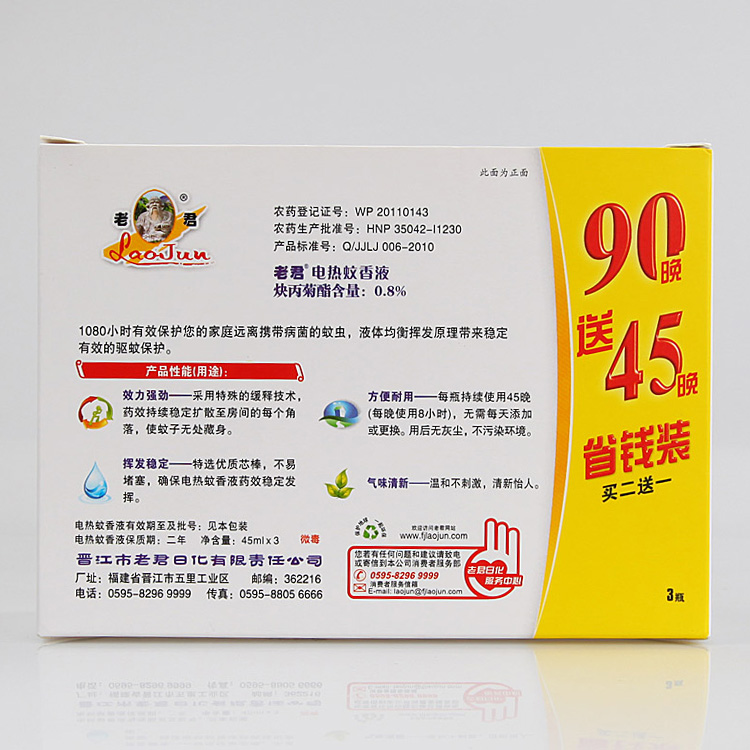 此面为正面
老君®
LaoJun
农药登记证号：WP 20110143
农药生产批准号：HNP 35042-I1230
产品标准号：Q/JJLJ 006-2010
老君®电热蚊香液
炔丙菊酯含量：0.8%
1080小时有效保护您的家庭远离携带病菌的蚊虫，液体均衡挥发原理带来稳定
有效的驱蚊保护。
产品性能(用途)：
效力强劲——采用特殊的缓释技术，
药效持续稳定扩散至房间的每个角
落，使蚊子无处藏身。
方便耐用——每瓶持续使用45晚
(每晚使用8小时)，无需每天添加
或更换。用后无灰尘，不污染环境。
挥发稳定——特选优质芯棒，不易
堵塞，确保电热蚊香液药效稳定发
挥。
气味清新——温和不刺激，清新怡人。
电热蚊香液有效期至及批号：见本包装
电热蚊香液保质期：二年 净含量：45ml x 3 微毒
晋江市老君日化有限责任公司
厂址：福建省晋江市五里工业区 邮编：362216
电话：0595-8296 9999 传真：0595-8805 6666
保护地球 一起环保
欢迎访问老君网站
www.fjlaojun.com
您若有任何问题和建议请致电
或寄信到本公司消费者服务部
0595-8296 9999
消费者服务信箱
E-mail: laojun@fjlaojun.com
老君日化
服务中心
90晚
送
45晚
省钱装
买二送一
3瓶